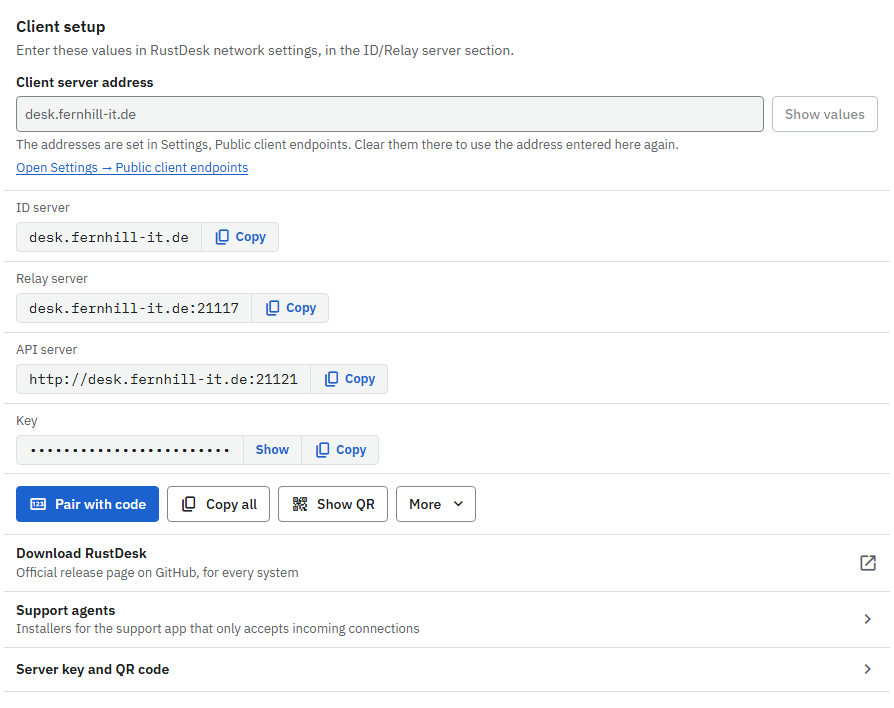 Client setup
Enter these values in RustDesk network settings, in the ID/Relay server section.
Client server address
desk.fernhill-it.de
Show values
The addresses are set in Settings, Public client endpoints. Clear them there to use the address entered here again.
Open Settings → Public client endpoints
ID server
desk.fernhill-it.de
Copy
Relay server
desk.fernhill-it.de:21117
Copy
API server
http://desk.fernhill-it.de:21121
Copy
Key
••••••••••••••••••••••••
Show
Copy
Pair with code
Copy all
Show QR
More
Download RustDesk
Official release page on GitHub, for every system
Support agents
Installers for the support app that only accepts incoming connections
Server key and QR code